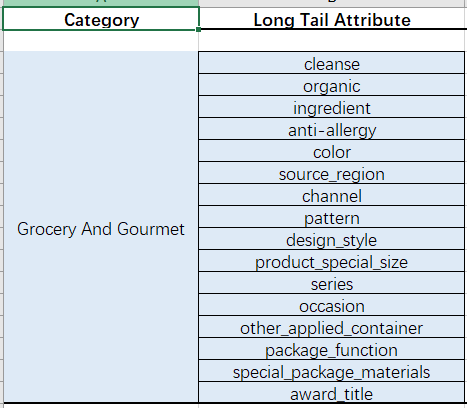 Category
Long Tail Attribute
cleanse
organic
ingredient
anti-allergy
color
source_region
channel
pattern
Grocery And Gourmet
design_style
product_special_size
series
occasion
other_applied_container
package_function
special_package_materials
award_title